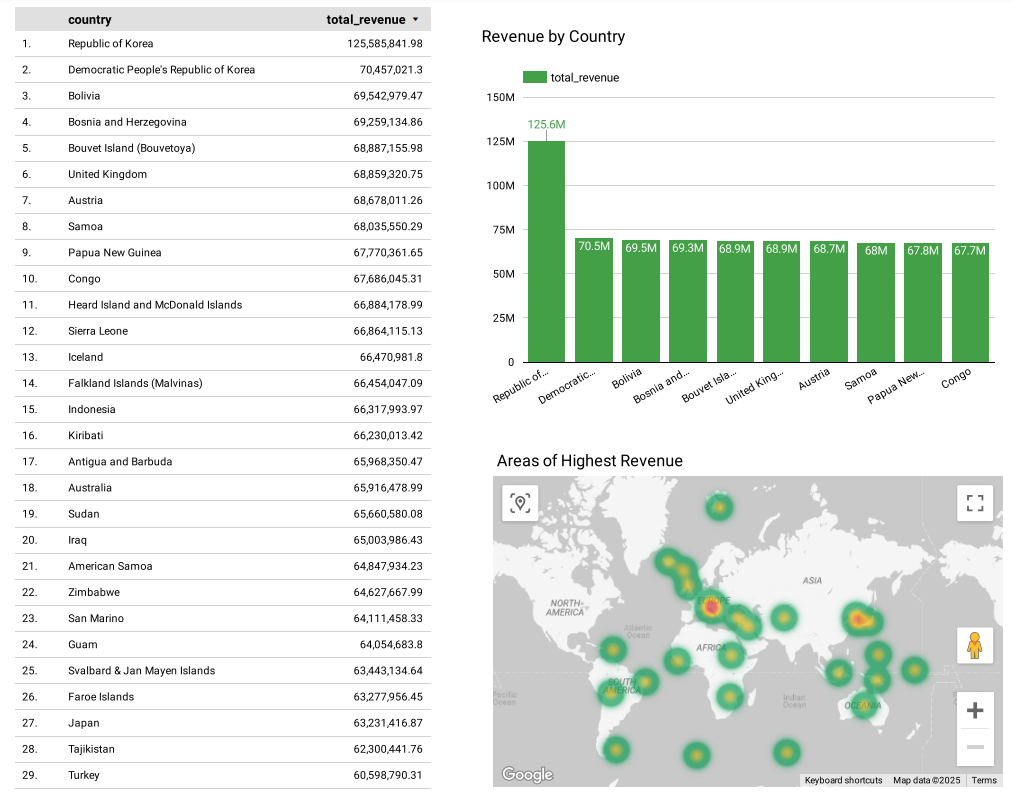 country total_revenue
1. Republic of Korea 125,585,841.98
2. Democratic People's Republic of Korea 70,457,021.3
3. Bolivia 69,542,979.47
4. Bosnia and Herzegovina 69,259,134.86
5. Bouvet Island (Bouvetoya) 68,887,155.98
6. United Kingdom 68,859,320.75
7. Austria 68,678,011.26
8. Samoa 68,035,550.29
9. Papua New Guinea 67,770,361.65
10. Congo 67,686,045.31
11. Heard Island and McDonald Islands 66,884,178.99
12. Sierra Leone 66,864,115.13
13. Iceland 66,470,981.8
14. Falkland Islands (Malvinas) 66,454,047.09
15. Indonesia 66,317,993.97
16. Kiribati 66,230,013.42
17. Antigua and Barbuda 65,968,350.47
18. Australia 65,916,478.99
19. Sudan 65,660,580.08
20. Iraq 65,003,986.43
21. American Samoa 64,847,934.23
22. Zimbabwe 64,627,667.99
23. San Marino 64,111,458.33
24. Guam 64,054,683.8
25. Svalbard & Jan Mayen Islands 63,443,134.64
26. Faroe Islands 63,277,956.45
27. Japan 63,231,416.87
28. Tajikistan 62,300,441.76
29. Turkey 60,598,790.31
Revenue by Country
total_revenue
150M
125M
100M
75M
50M
25M
0
125.6M 70.5M 69.5M 69.3M 68.9M 68.9M 68.7M 68M 67.8M 67.7M
Republic of... Democratic... Bolivia Bosnia and... Bouvet Isla... United King... Austria Samoa Papua New... Congo
Areas of Highest Revenue
ASIA
EUROPE
NORTH
AMERICA
Atlantic
Ocean
AFRICA
SOUTH
AMERICA
Pacific
Ocean
Indian
Ocean
OCEANIA
Google
Keyboard shortcuts Map data ©2025 Terms